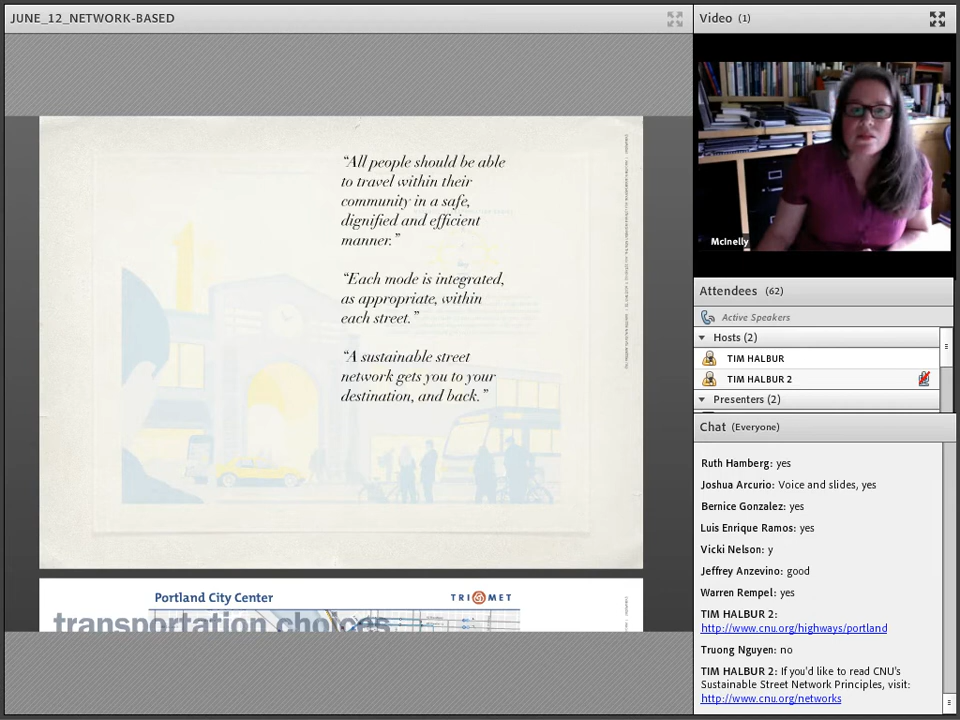 JUNE_12_NETWORK-BASED
“All people should be able
to travel within their
community in a safe,
dignified and efficient
manner.”
“Each mode is integrated,
as appropriate, within
each street.”
“A sustainable street
network gets you to your
destination, and back.”
Portland City Center
TRI MET
transportation choices
Video (1)
McInelly
Attendees (62)
Active Speakers
Hosts (2)
TIM HALBUR
TIM HALBUR 2
Presenters (2)
Chat (Everyone)
Ruth Hamberg: yes
Joshua Arcurio: Voice and slides, yes
Bernice Gonzalez: yes
Luis Enrique Ramos: yes
Vicki Nelson: y
Jeffrey Anzevino: good
Warren Rempel: yes
TIM HALBUR 2:
http://www.cnu.org/highways/portland
Truong Nguyen: no
TIM HALBUR 2: If you'd like to read CNU's
Sustainable Street Network Principles, visit:
http://www.cnu.org/networks